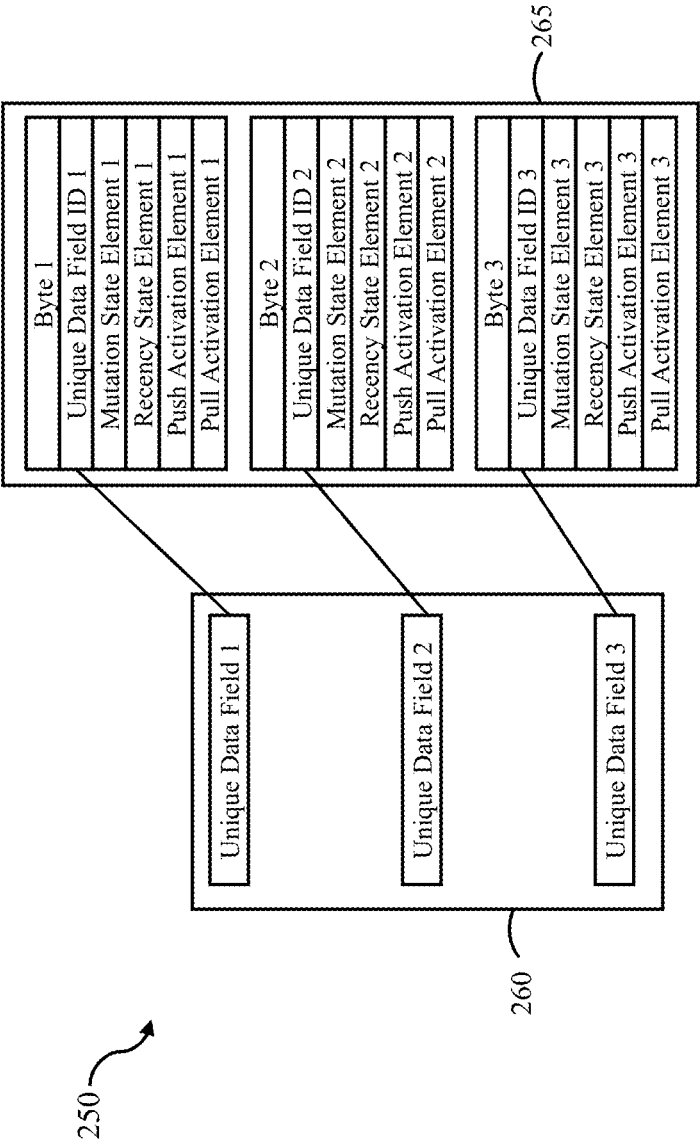 250
260
Unique Data Field 1
Unique Data Field 2
Unique Data Field 3
265
Byte 1
Unique Data Field ID 1
Mutation State Element 1
Recency State Element 1
Push Activation Element 1
Pull Activation Element 1
Byte 2
Unique Data Field ID 2
Mutation State Element 2
Recency State Element 2
Push Activation Element 2
Pull Activation Element 2
Byte 3
Unique Data Field ID 3
Mutation State Element 3
Recency State Element 3
Push Activation Element 3
Pull Activation Element 3